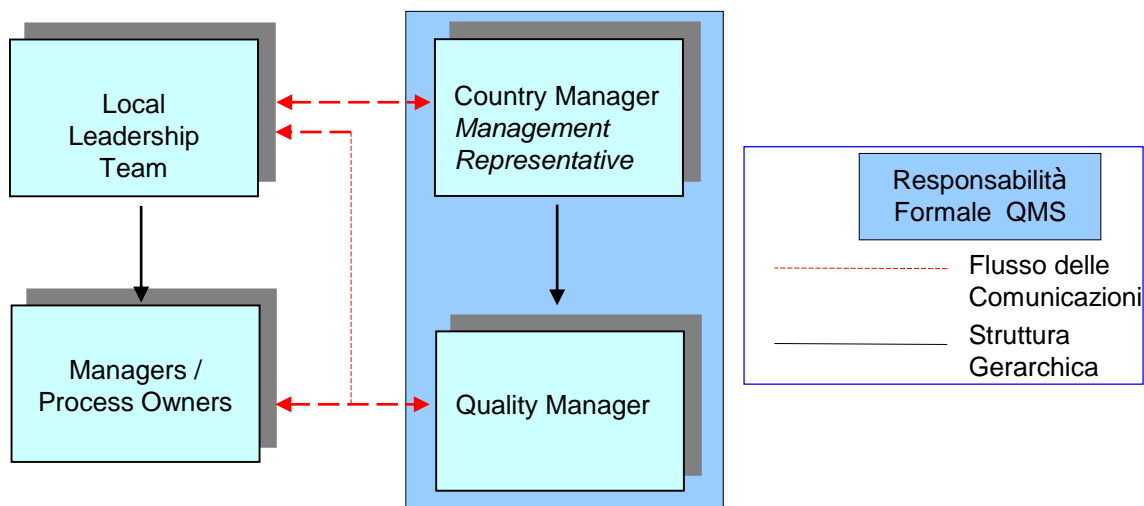 Local
Leadership
Team
Country Manager
Management
Representative
Managers /
Process Owners
Quality Manager
Responsabilità
Formale QMS
Flusso delle
Comunicazioni
Struttura
Gerarchica